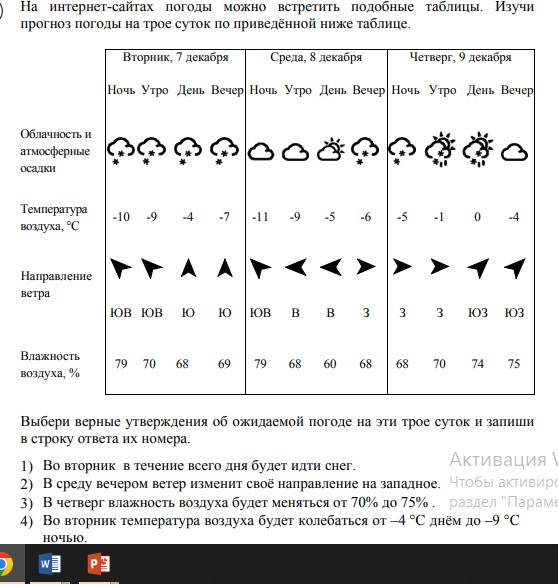 На интернет-сайтах погоды можно встретить подобные таблицы. Изучи
прогноз погоды на трое суток по приведённой ниже таблице.
Вторник, 7 декабря Среда, 8 декабря Четверг, 9 декабря
Ночь Утро День Вечер Ночь Утро День Вечер Ночь Утро День Вечер
Облачность и
атмосферные
осадки
Температура
воздуха, °C
-10 -9 -4 -7 -11 -9 -5 -6 -5 -1 0 -4
Направление
ветра
ЮВ ЮВ Ю Ю ЮВ В В З З З ЮЗ ЮЗ
Влажность
воздуха, %
79 70 68 69 79 68 60 68 68 70 74 75
Выбери верные утверждения об ожидаемой погоде на эти трое суток и запиши
в строку ответа их номера.
1) Во вторник в течение всего дня будет идти снег.
2) В среду вечером ветер изменит своё направление на западное.
3) В четверг влажность воздуха будет меняться от 70% до 75% .
4) Во вторник температура воздуха будет колебаться от –4 °C днём до –9 °C
ночью.
Активация
Чтобы активиро
раздел "Параме
W
P